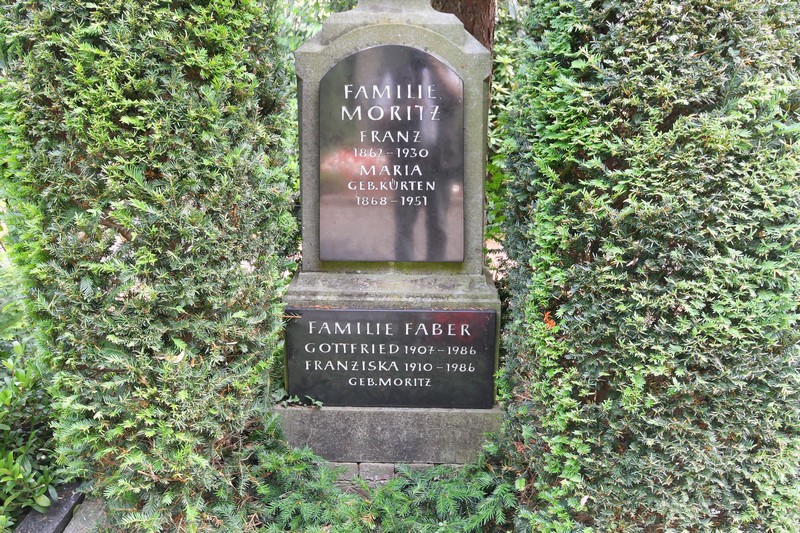 FAMILIE
MORITZ
FRANZ
1862-1930
MARIA
GEB.KÜRTEN
1868-1951
FAMILIE FABER
GOTTFRIED 1907-1986
FRANZISKA 1910-1986
GEB.MORITZ